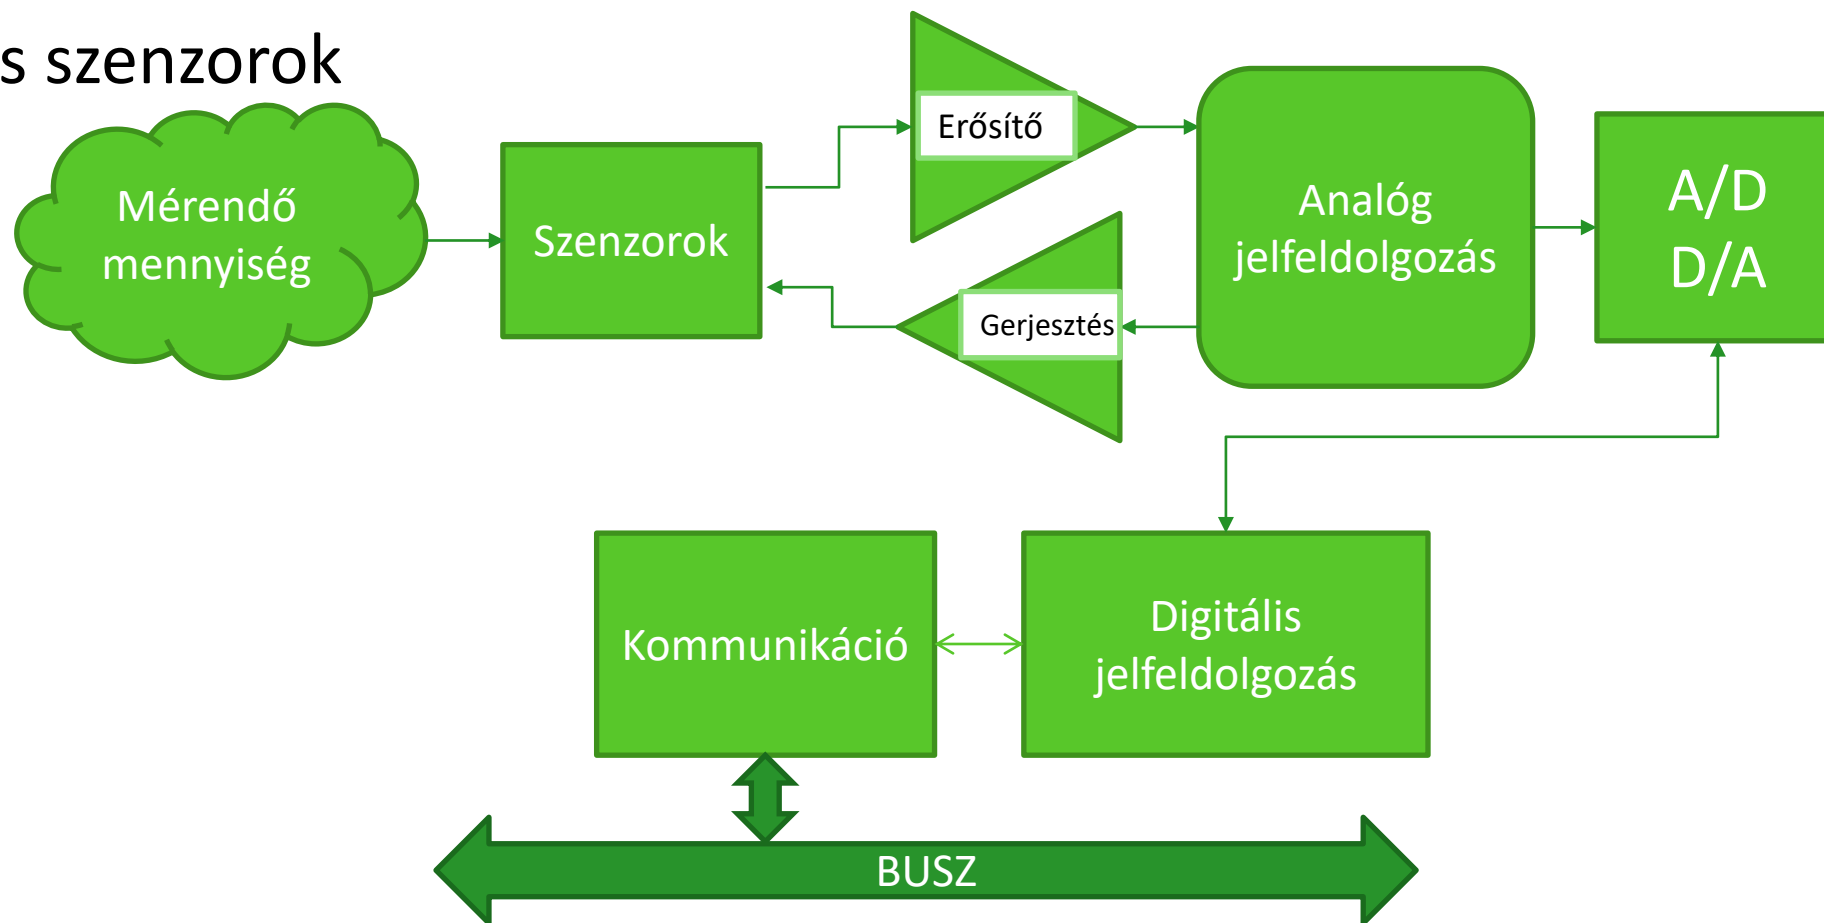 s szenzorok
Mérendő
mennyiség
Szenzorok
Erősítő
Gerjesztés
Analóg
jelfeldolgozás
A/D
D/A
Kommunikáció
Digitális
jelfeldolgozás
BUSZ